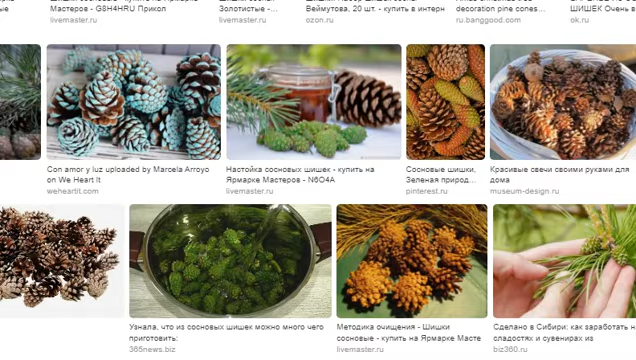 Мастеров - G8H4HRU Прикол
Золотистые -...
Веймутова, 20 шт. - купить в интерн
decoration pine cones...
ШИШЕК Очень в
livemaster.ru
livemaster.ru
ozon.ru
ru.banggood.com
ok.ru
Con amor y luz uploaded by Marcela Arroyo
on We Heart It
weheartit.com
Настойка сосновых шишек - купить на
Ярмарке Мастеров - N6O4A
livemaster.ru
Сосновые шишки,
Зеленая природ...
pinterest.ru
Красивые свечи своими руками для
дома
museum-design.ru
Узнала, что из сосновых шишек можно много чего
приготовить:
365news.biz
Методика очищения - Шишки
сосновые - купить на Ярмарке Масте
livemaster.ru
Сделано в Сибири: как заработать н
сладостях и сувенирах из
biz360.ru